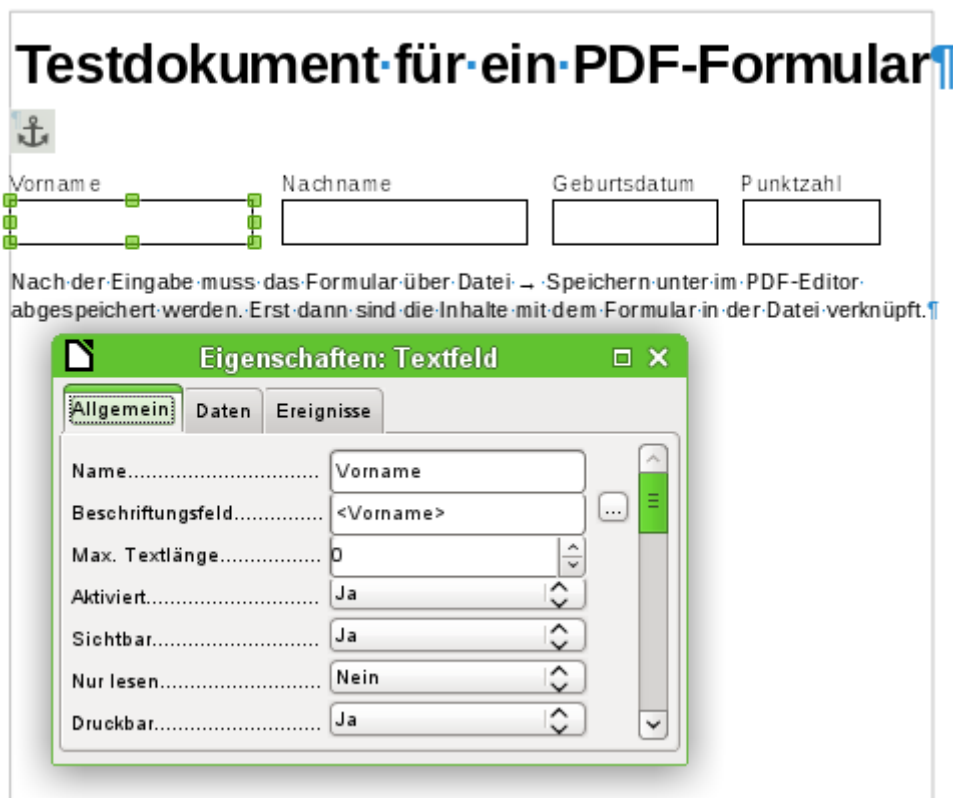 Testdokument·für·ein·PDF-Formular¶
¶
Vorname Nachname Geburtsdatum Punktzahl
Nach·der·Eingabe·muss·das·Formular·über·Datei·→·Speichern·unter·im·PDF-Editor·
abgespeichert·werden.·Erst·dann·sind·die·Inhalte·mit·dem·Formular·in·der·Datei·verknüpft.¶
Eigenschaften: Textfeld
Allgemein Daten Ereignisse
Name............................. Vorname
Beschriftungsfeld............... <Vorname> ...
Max. Textlänge................ 0
Aktiviert.......................... Ja
Sichtbar......................... Ja
Nur lesen........................ Nein
Druckbar......................... Ja